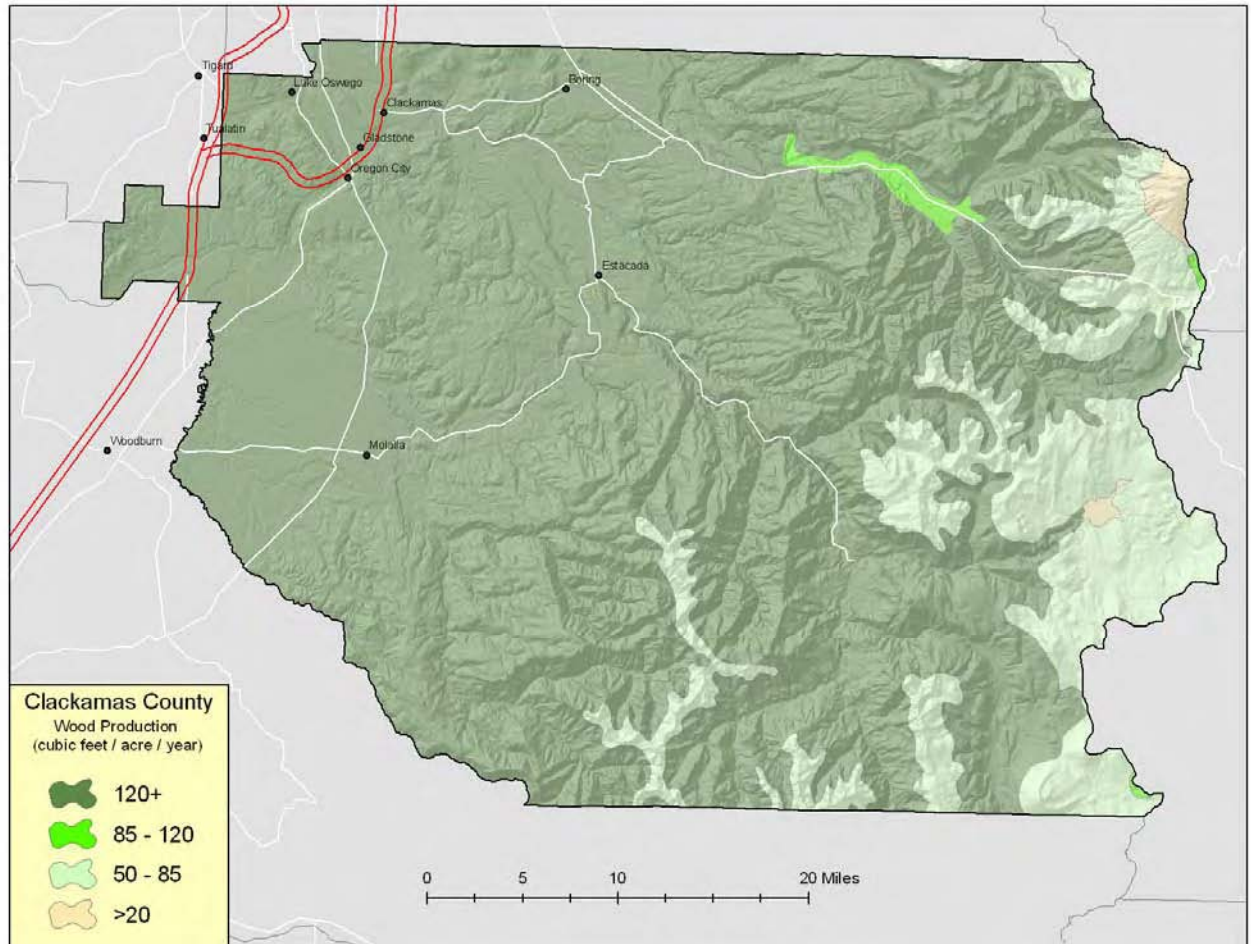 Tigard
Luke Oswego
Boring
Clackamas
Tualatin
Gladstone
Oregon City
Estacada
Woodburn
Molalla
Clackamas County
Wood Production
(cubic feet / acre / year)
120+
85 - 120
50 - 85
>20
0 5 10 20 Miles